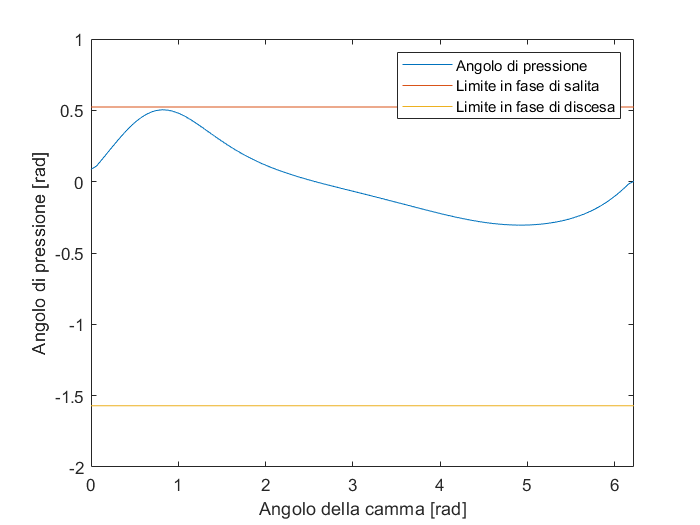 1
0.5
0
-0.5
-1
-1.5
-2
Angolo di pressione [rad]
Angolo di pressione
Limite in fase di salita
Limite in fase di discesa
0 1 2 3 4 5 6
Angolo della camma [rad]